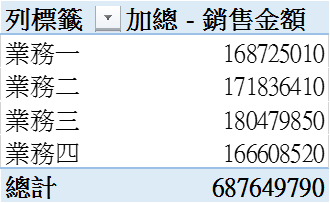 列標籤 加總 - 銷售金額
業務一 168725010
業務二 171836410
業務三 180479850
業務四 166608520
總計 687649790